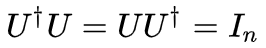 U†U = UU† = Iₙ